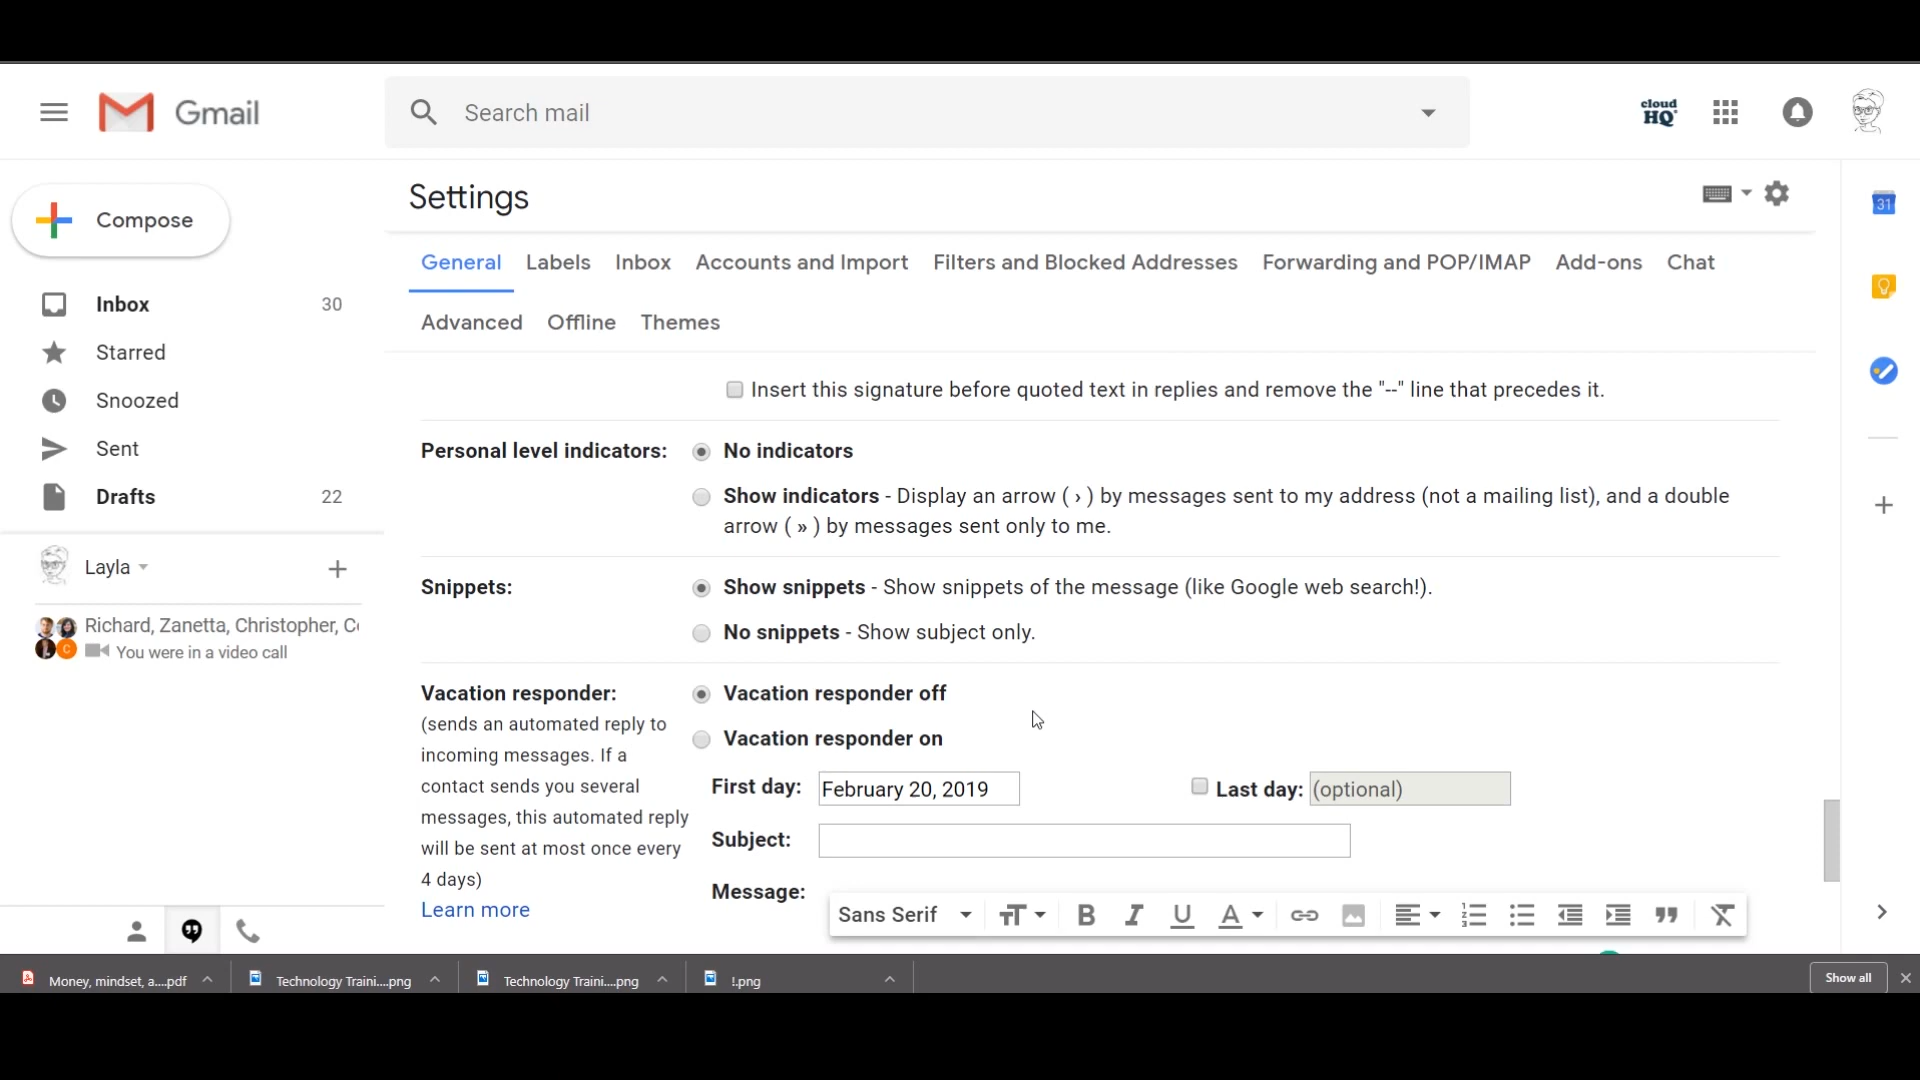 Gmail
Search mail
cloud
HQ
Compose
Settings
31
General Labels Inbox Accounts and Import Filters and Blocked Addresses Forwarding and POP/IMAP Add-ons Chat
Advanced Offline Themes
Inbox 30
Starred
Snoozed
Sent
Drafts 22
Layla
Richard, Zanetta, Christopher, C
C
You were in a video call
Insert this signature before quoted text in replies and remove the "--" line that precedes it.
Personal level indicators: No indicators
Show indicators - Display an arrow ( › ) by messages sent to my address (not a mailing list), and a double
arrow ( » ) by messages sent only to me.
Snippets: Show snippets - Show snippets of the message (like Google web search!).
No snippets - Show subject only.
Vacation responder: Vacation responder off
(sends an automated reply to
incoming messages. If a
contact sends you several
messages, this automated reply
will be sent at most once every
4 days)
Learn more
Vacation responder on
First day: February 20, 2019 Last day: (optional)
Subject:
Message:
Sans Serif
Money, mindset, a....pdf Technology Traini....png Technology Traini....png !.png Show all